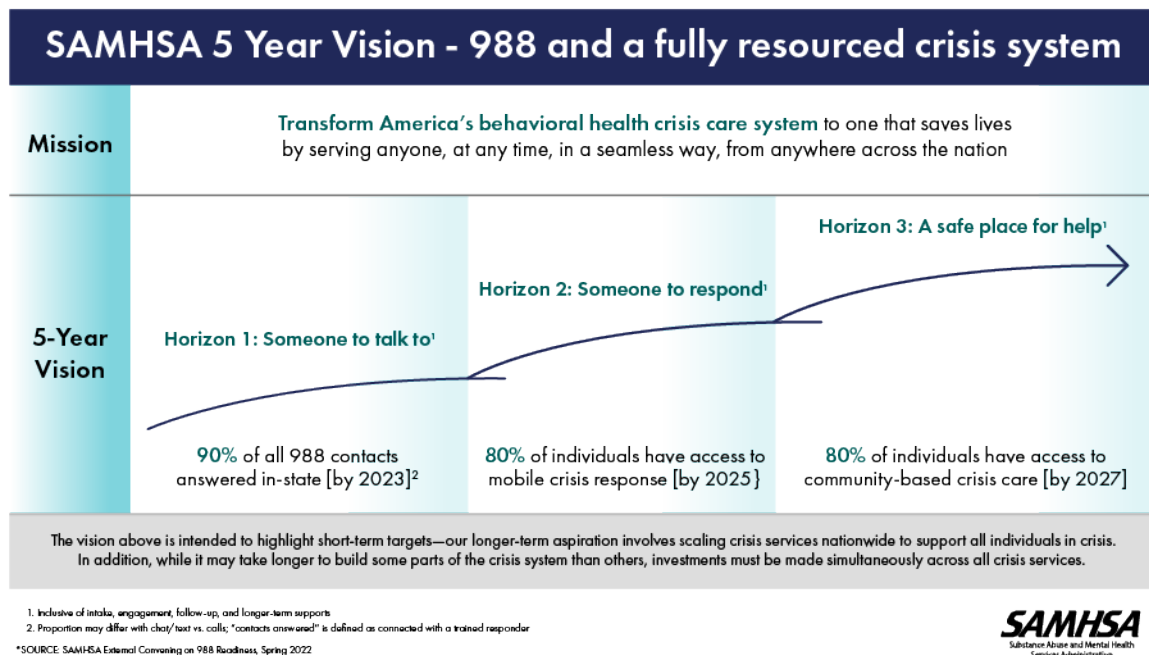 SAMHSA 5 Year Vision - 988 and a fully resourced crisis system
Mission
Transform America's behavioral health crisis care system to one that saves lives
by serving anyone, at any time, in a seamless way, from anywhere across the nation
5-Year
Vision
Horizon 1: Someone to talk to¹
Horizon 2: Someone to respond¹
Horizon 3: A safe place for help¹
90% of all 988 contacts
answered in-state [by 2023]²
80% of individuals have access to
mobile crisis response [by 2025}
80% of individuals have access to
community-based crisis care [by 2027]
The vision above is intended to highlight short-term targets—our longer-term aspiration involves scaling crisis services nationwide to support all individuals in crisis.
In addition, while it may take longer to build some parts of the crisis system than others, investments must be made simultaneously across all crisis services.
1. Inclusive of intake, engagement, follow-up, and longer-term supports
2. Proportion may differ with chat/text vs. calls; "contacts answered" is defined as connected with a trained responder
*SOURCE: SAMHSA External Convening on 988 Readiness, Spring 2022
SAMHSA
Substance Abuse and Mental Health
Services Administration